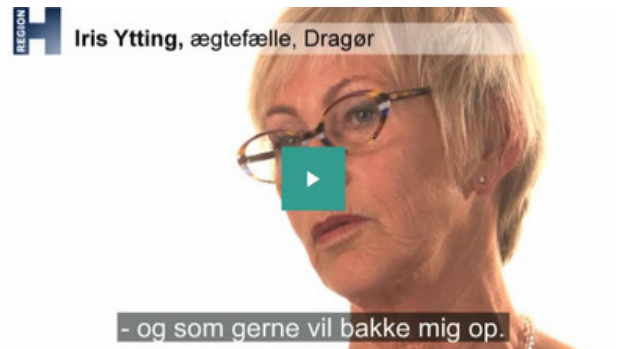 REGION H
Iris Ytting, ægtefælle, Dragør
- og som gerne vil bakke mig op.